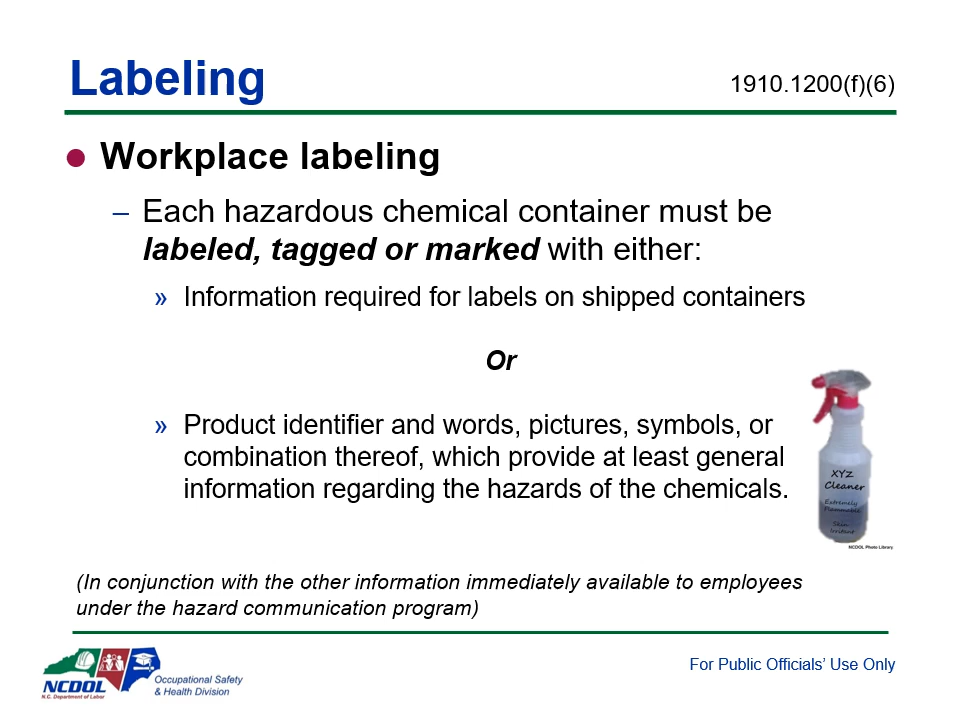 Labeling
1910.1200(f)(6)
Workplace labeling
– Each hazardous chemical container must be
labeled, tagged or marked with either:
» Information required for labels on shipped containers
Or
» Product identifier and words, pictures, symbols, or
combination thereof, which provide at least general
information regarding the hazards of the chemicals.
XYZ
Cleaner
Extremely
Flammable
Skin
Irritant
NCDOL Photo Library
(In conjunction with the other information immediately available to employees
under the hazard communication program)
NCDOL
N.C. Department of Labor
Occupational Safety
& Health Division
For Public Officials’ Use Only